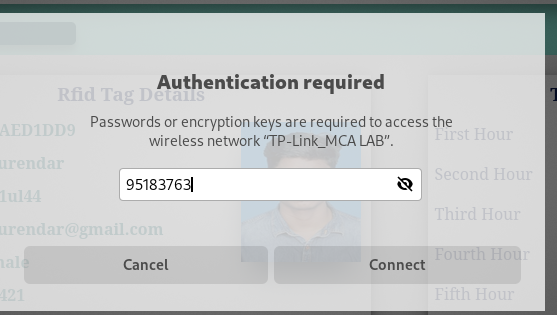 Authentication required
Rfid Tag Details
Passwords or encryption keys are required to access the
wireless network “TP-Link_MCA LAB”.
AED1DD9
urendar
1ul44
urendar@gmail.com
nale
421
95183763
Cancel
Connect
First Hour
Second Hour
Third Hour
Fourth Hour
Fifth Hour